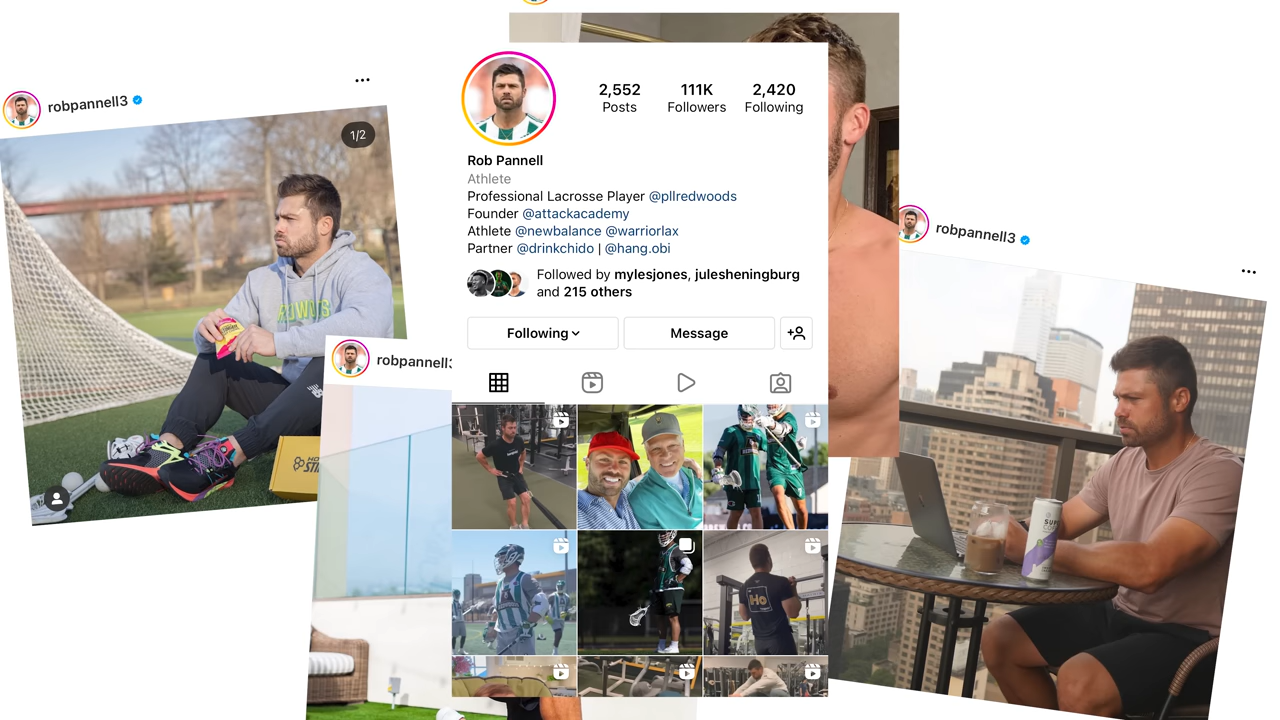 robpannell3
1/2
2,552 111K 2,420
Posts Followers Following
Rob Pannell
Athlete
Professional Lacrosse Player @pllredwoods
Founder @attackacademy
Athlete @newbalance @warriorlax
Partner @drinkchido | @hang.obi
Followed by mylesjones, julesheningburg
and 215 others
Following Message
robpannell3
robpannell3